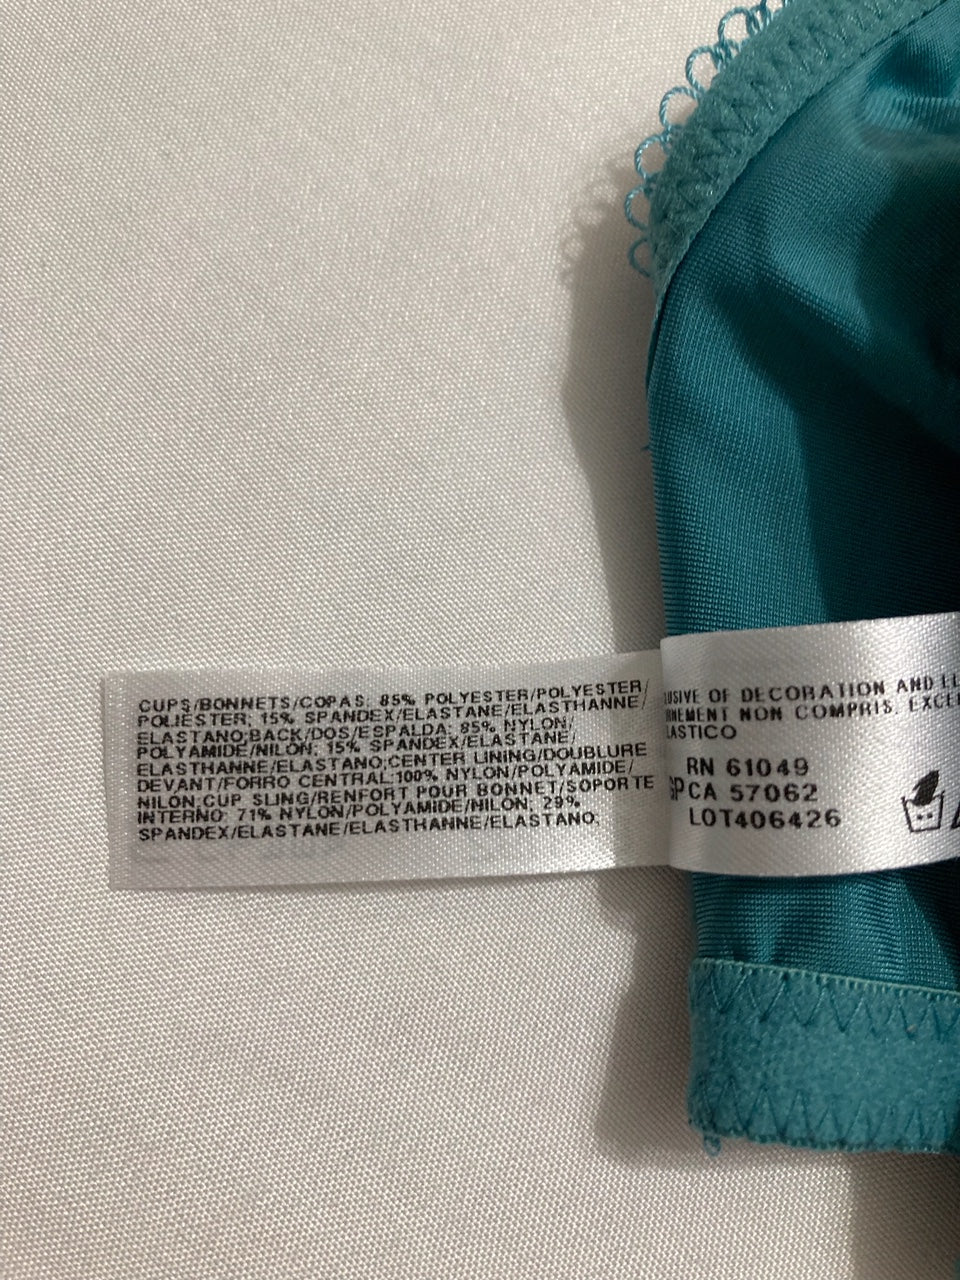 CUPS/BONNETS/COPAS: 85% POLYESTER/POLYESTER/
POLIESTER; 15% SPANDEX/ELASTANE/ELASTHANNE/
ELASTANO;BACK/DOS/ESPALDA: 85% NYLON/
POLYAMIDE/NILON; 15% SPANDEX/ELASTANE/
ELASTHANNE/ELASTANO;CENTER LINING/DOUBLURE
DEVANT/FORRO CENTRAL:100% NYLON/POLYAMIDE/
NILON;CUP SLING/RENFORT POUR BONNET/SOPORTE
INTERNO: 71% NYLON/POLYAMIDE/NILON; 29%
SPANDEX/ELASTANE/ELASTHANNE/ELASTANO;
USIVE OF DECORATION AND EL
RNEMENT NON COMPRIS. EXCE
LASTICO
RN 61049
CA 57062
LOT406426